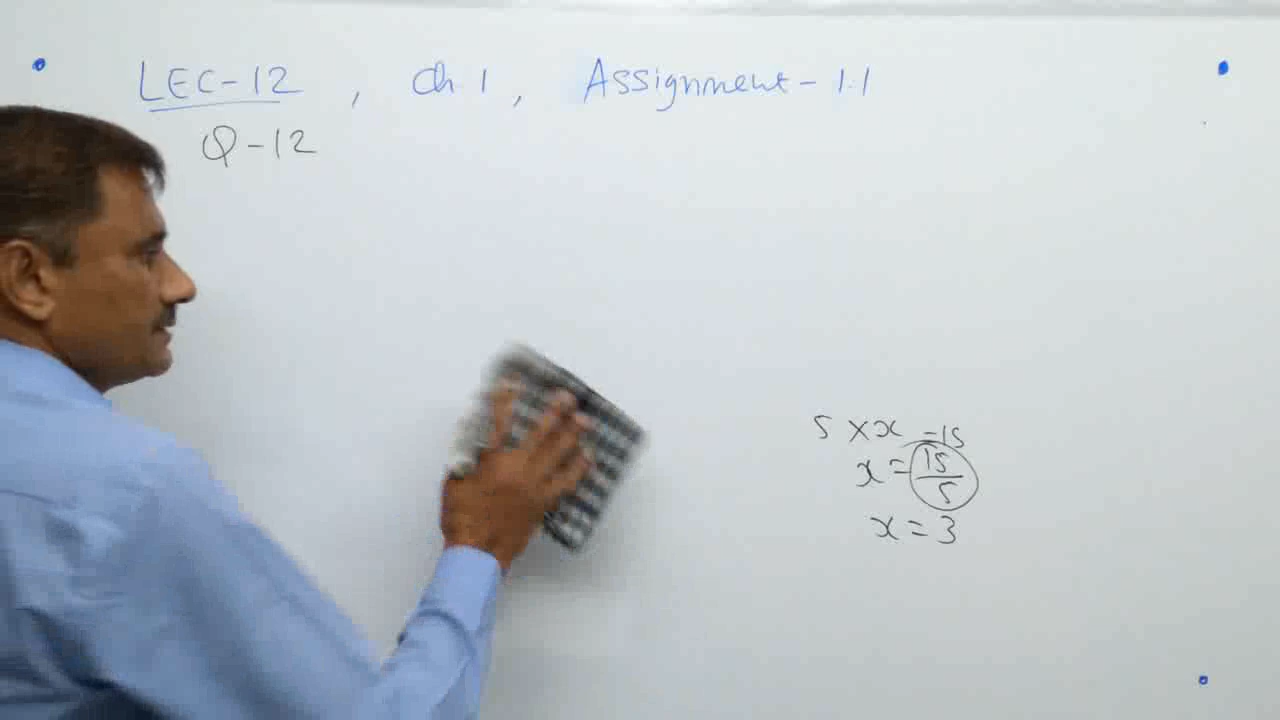 LEC-12, Ch 1, Assignment-1.1
Q-12
5 × x = 15
x = 15/5
x = 3